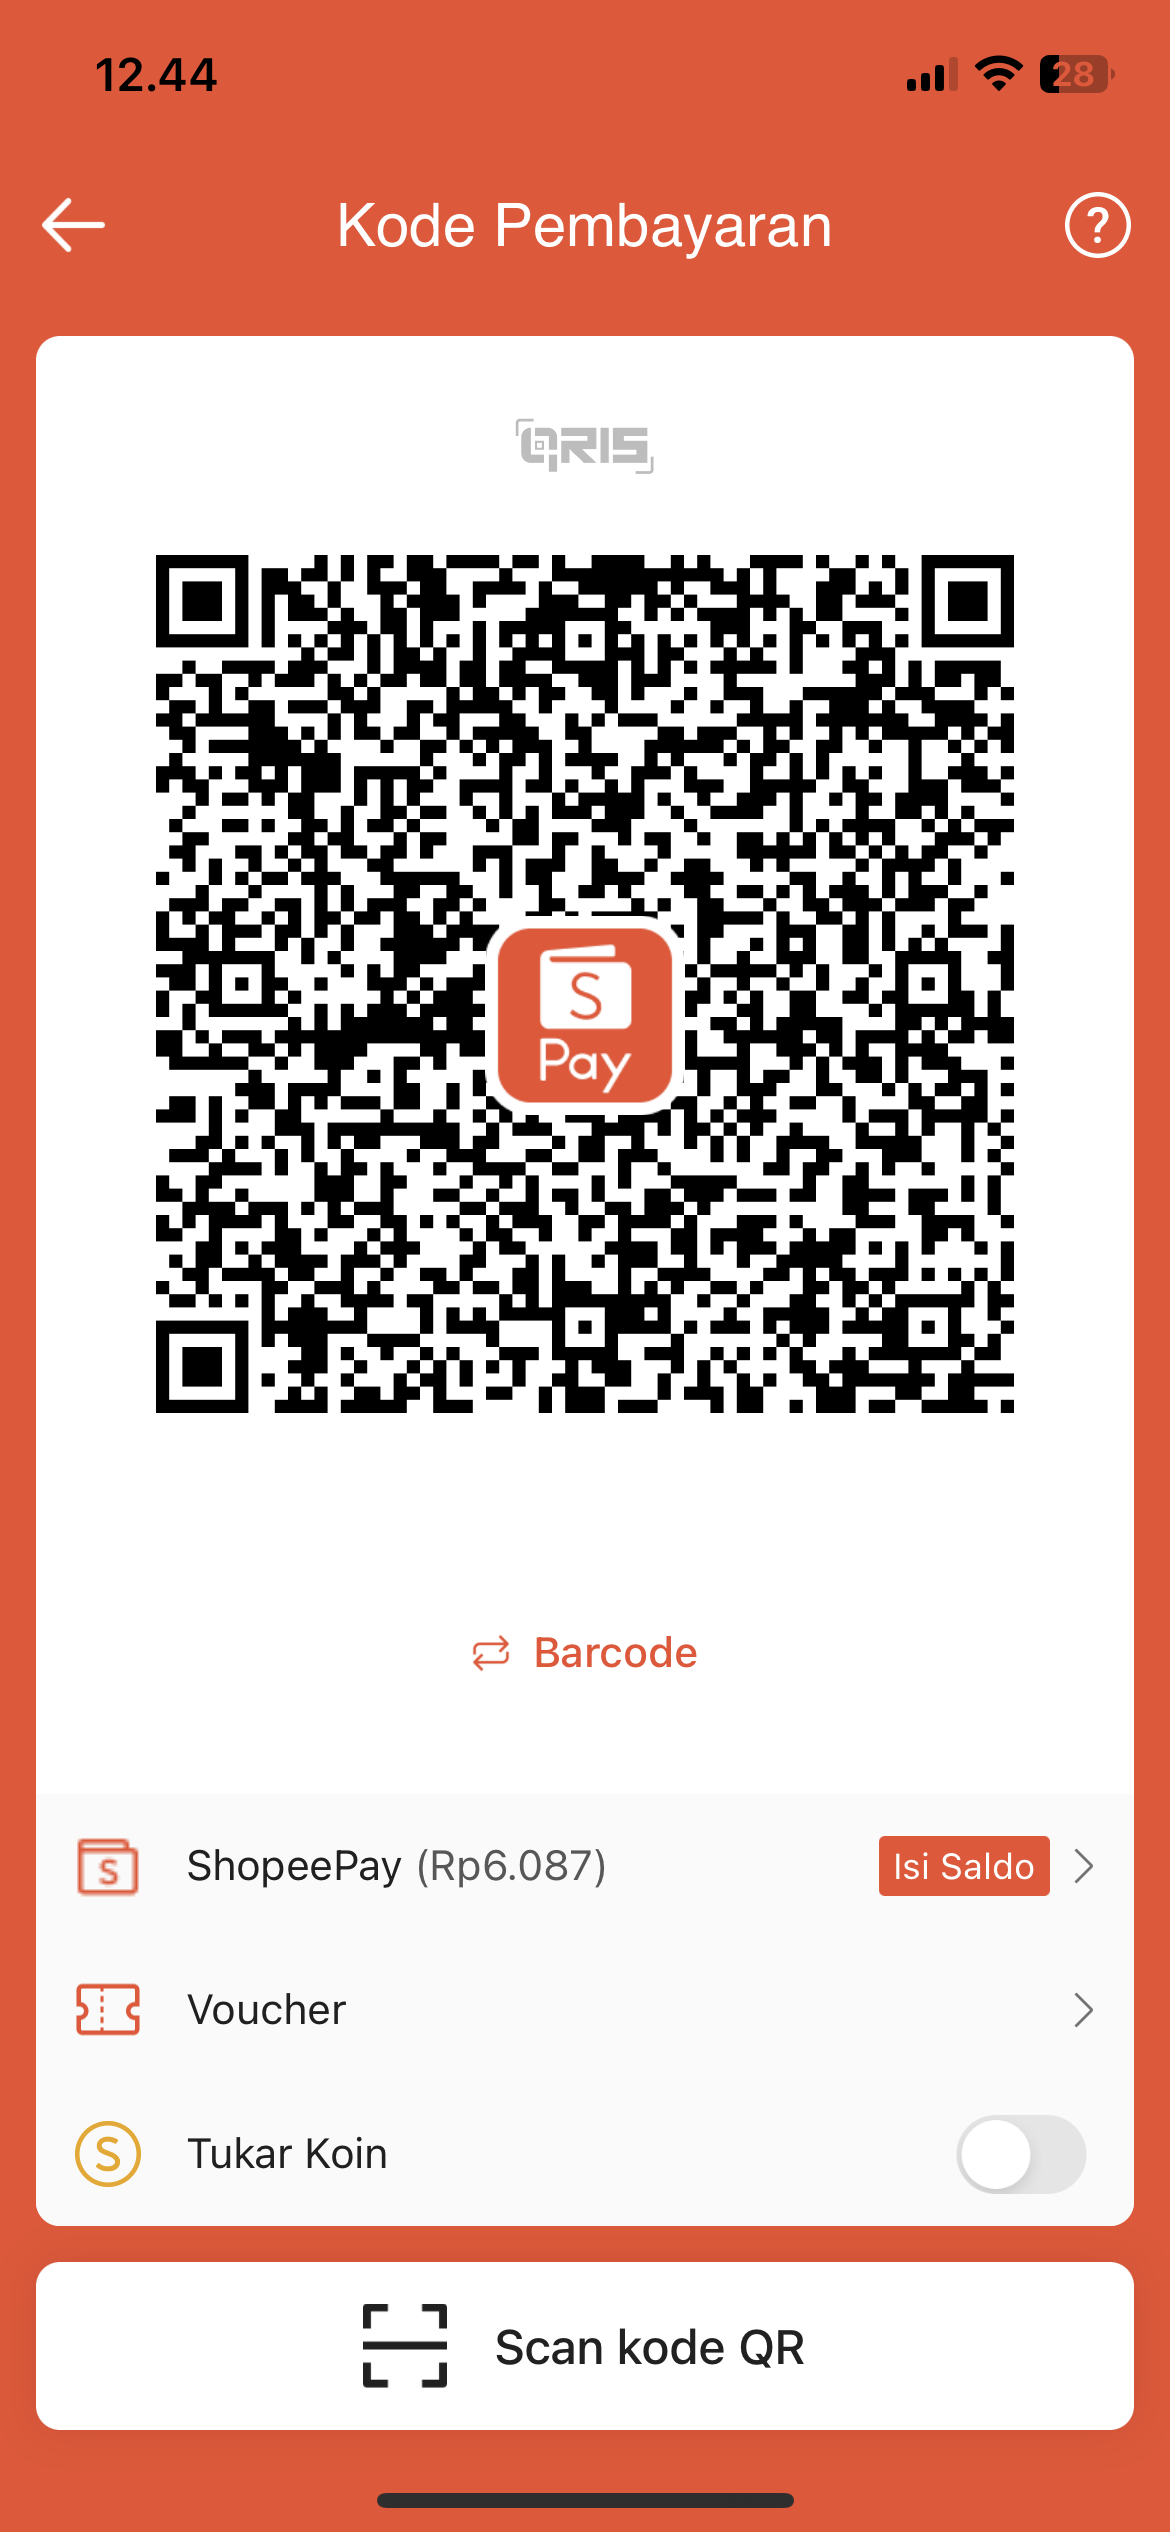 12.44
28
Kode Pembayaran
?
QRIS
S
Pay
Barcode
S
ShopeePay (Rp6.087)
Isi Saldo
Voucher
S
Tukar Koin
Scan kode QR